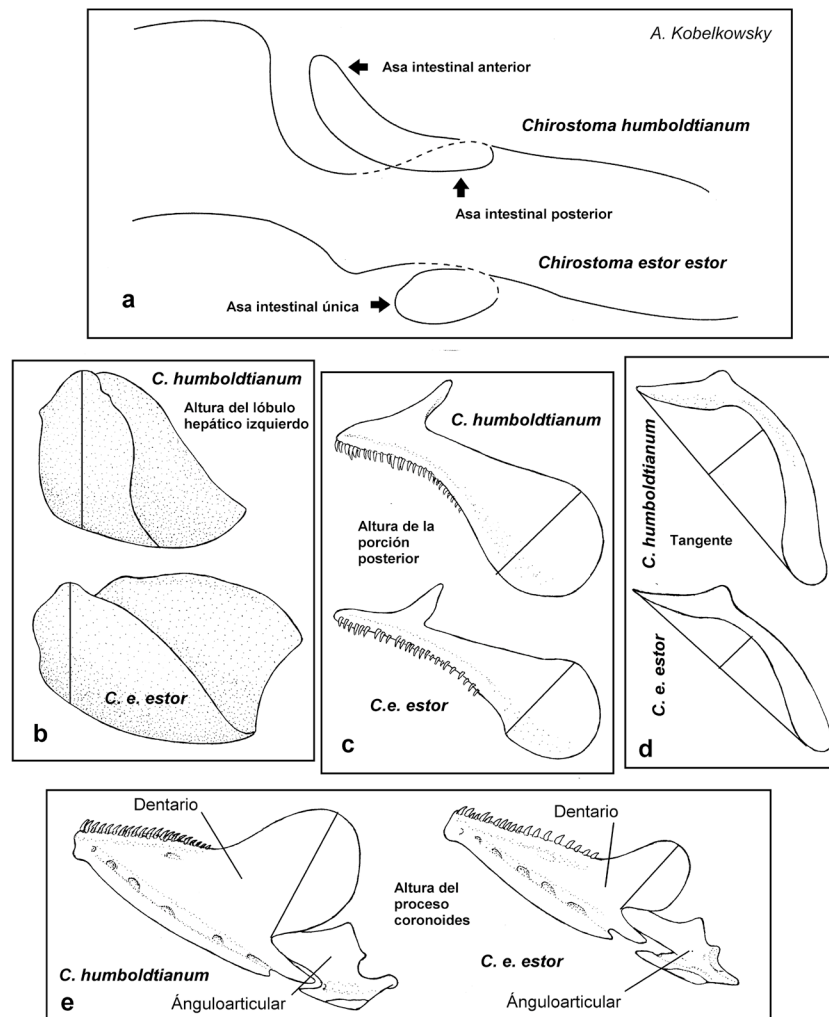 A. Kobelkowsky
Asa intestinal anterior
Chirostoma humboldtianum
Asa intestinal posterior
Chirostoma estor estor
a
Asa intestinal única
C. humboldtianum
Altura del lóbulo
hepático izquierdo
C. e. estor
b
C. humboldtianum
Altura de la
porción
posterior
C.e. estor
c
C. humboldtianum
Tangente
C. e. estor
d
Dentario
Dentario
Altura del
proceso
coronoides
C. humboldtianum
C. e. estor
Ánguloarticular
Ánguloarticular
e